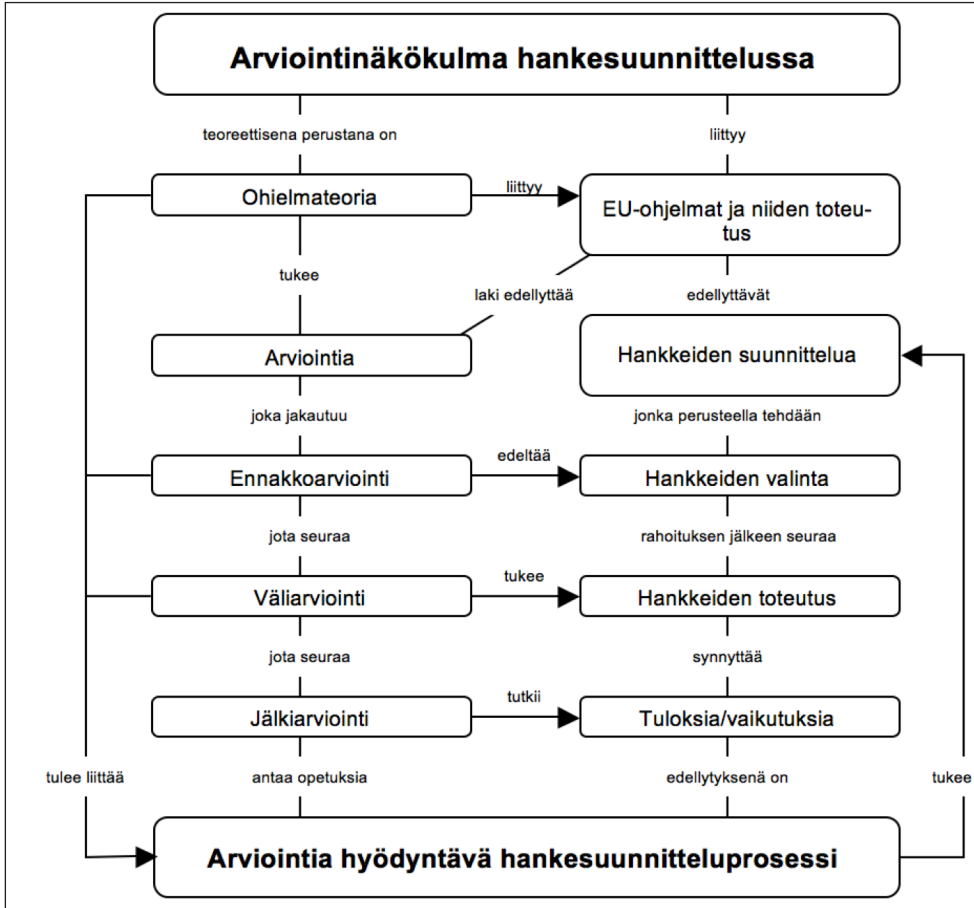 Arviointinäkökulma hankesuunnittelussa
teoreettisena perustana on
liittyy
Ohielmateoria
liittyy
EU-ohjelmat ja niiden toteu-
tus
tukee
laki edellyttää
edellyttävät
Arviointia
Hankkeiden suunnittelua
joka jakautuu
jonka perusteella tehdään
Ennakkoarviointi
edeltää
Hankkeiden valinta
jota seuraa
rahoituksen jälkeen seuraa
Väliarviointi
tukee
Hankkeiden toteutus
jota seuraa
synnyttää
Jälkiarviointi
tutkii
Tuloksia/vaikutuksia
tulee liittää
antaa opetuksia
edellytyksenä on
tukee
Arviointia hyödyntävä hankesuunnitteluprosessi